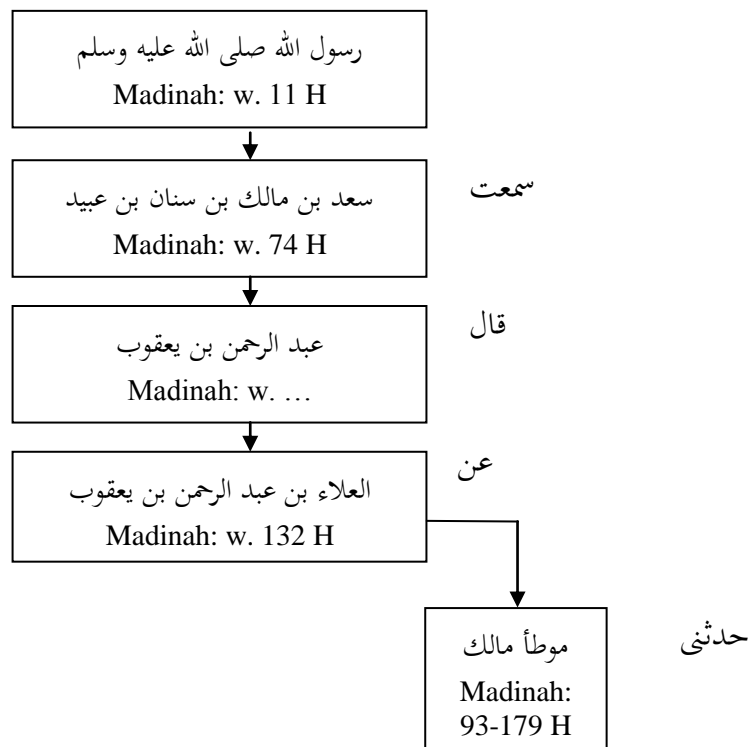 رسول الله صلى الله عليه وسلم
Madinah: w. 11 H
سعد بن مالك بن سنان بن عبيد
Madinah: w. 74 H
سمعت
عبد الرحمن بن يعقوب
Madinah: w. …
قال
العلاء بن عبد الرحمن بن يعقوب
Madinah: w. 132 H
عن
موطأ مالك
Madinah:
93-179 H
حدثنى